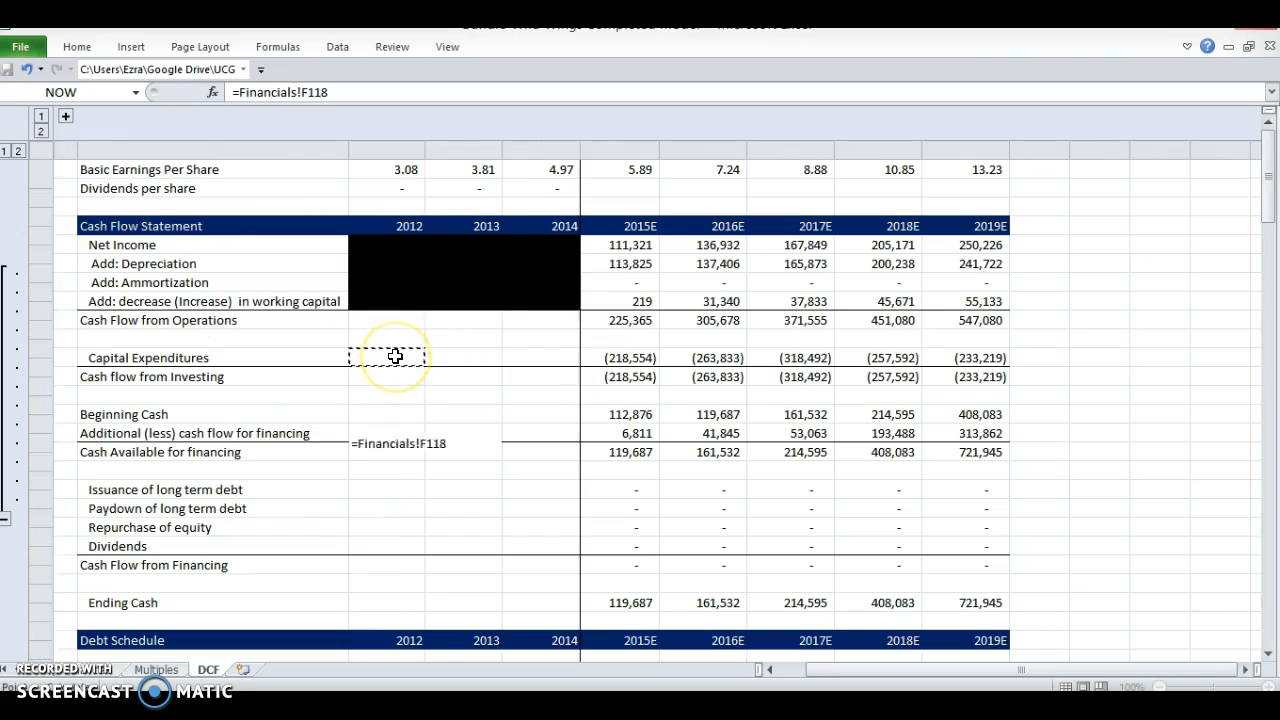 File Home Insert Page Layout Formulas Data Review View
C:\Users\Ezra\Google Drive\UCG
NOW fx =Financials!F118
1
2
1 2
Basic Earnings Per Share 3.08 3.81 4.97 5.89 7.24 8.88 10.85 13.23
Dividends per share - - -
Cash Flow Statement 2012 2013 2014 2015E 2016E 2017E 2018E 2019E
Net Income 111,321 136,932 167,849 205,171 250,226
Add: Depreciation 113,825 137,406 165,873 200,238 241,722
Add: Ammortization - - - - -
Add: decrease (Increase) in working capital 219 31,340 37,833 45,671 55,133
Cash Flow from Operations 225,365 305,678 371,555 451,080 547,080
Capital Expenditures (218,554) (263,833) (318,492) (257,592) (233,219)
Cash flow from Investing (218,554) (263,833) (318,492) (257,592) (233,219)
Beginning Cash 112,876 119,687 161,532 214,595 408,083
Additional (less) cash flow for financing 6,811 41,845 53,063 193,488 313,862
=Financials!F118
Cash Available for financing 119,687 161,532 214,595 408,083 721,945
Issuance of long term debt - - - - -
Paydown of long term debt - - - - -
Repurchase of equity - - - - -
Dividends - - - - -
Cash Flow from Financing - - - - -
Ending Cash 119,687 161,532 214,595 408,083 721,945
Debt Schedule 2012 2013 2014 2015E 2016E 2017E 2018E 2019E
RECORDED WITH Multiples DCF
SCREENCAST MATIC 100%